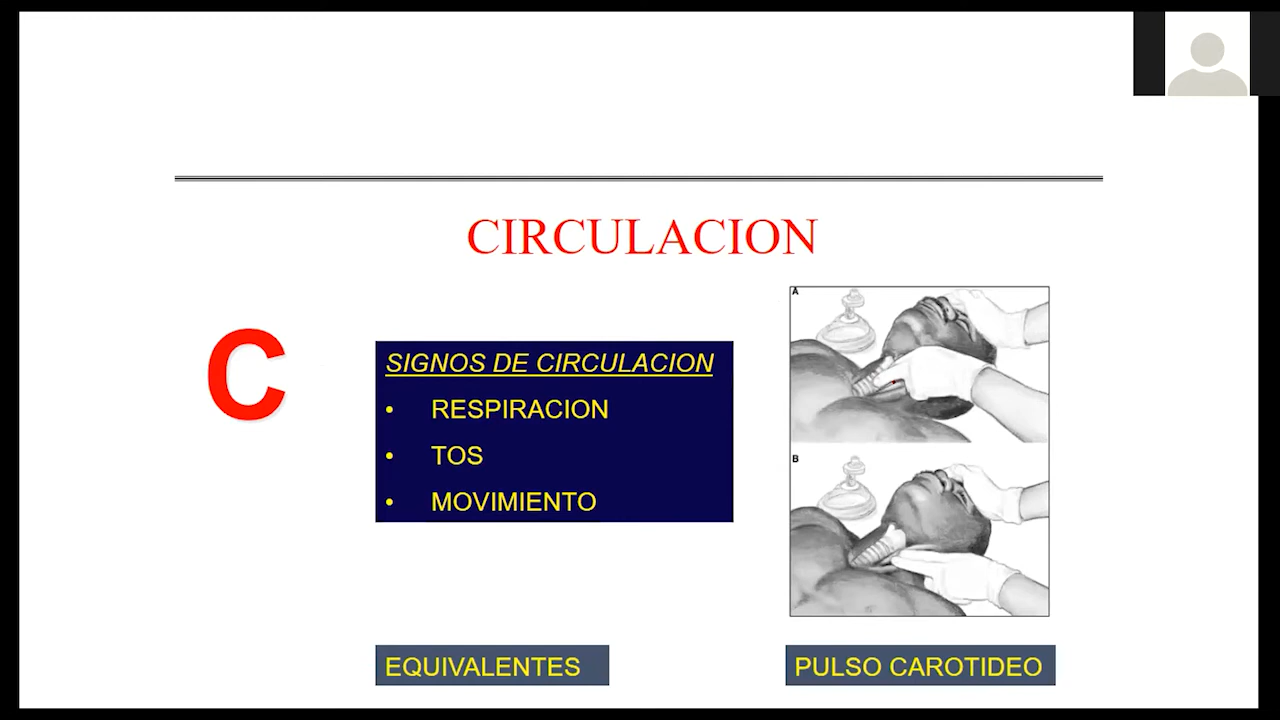 CIRCULACION
C
SIGNOS DE CIRCULACION
• RESPIRACION
• TOS
• MOVIMIENTO
A
B
EQUIVALENTES
PULSO CAROTIDEO